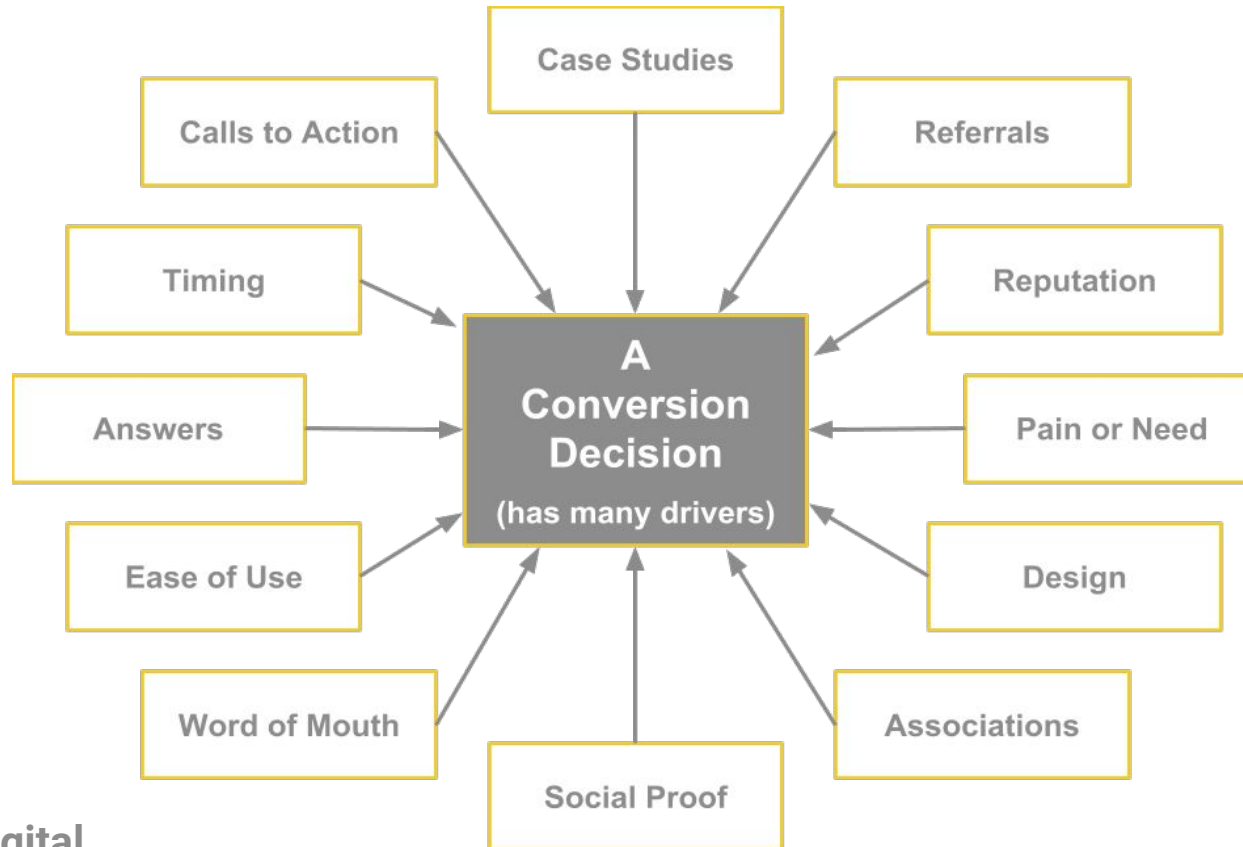 Case Studies
Calls to Action
Referrals
Timing
Reputation
A
Conversion
Decision
(has many drivers)
Answers
Pain or Need
Ease of Use
Design
Word of Mouth
Associations
Social Proof